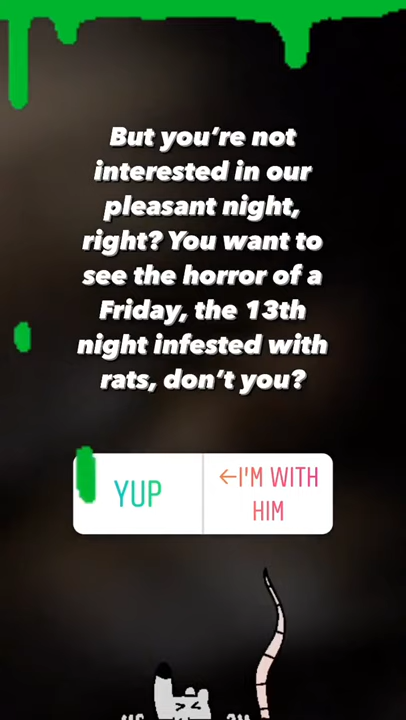 But you’re not
interested in our
pleasant night,
right? You want to
see the horror of a
Friday, the 13th
night infested with
rats, don’t you?
YUP
←I'M WITH
HIM